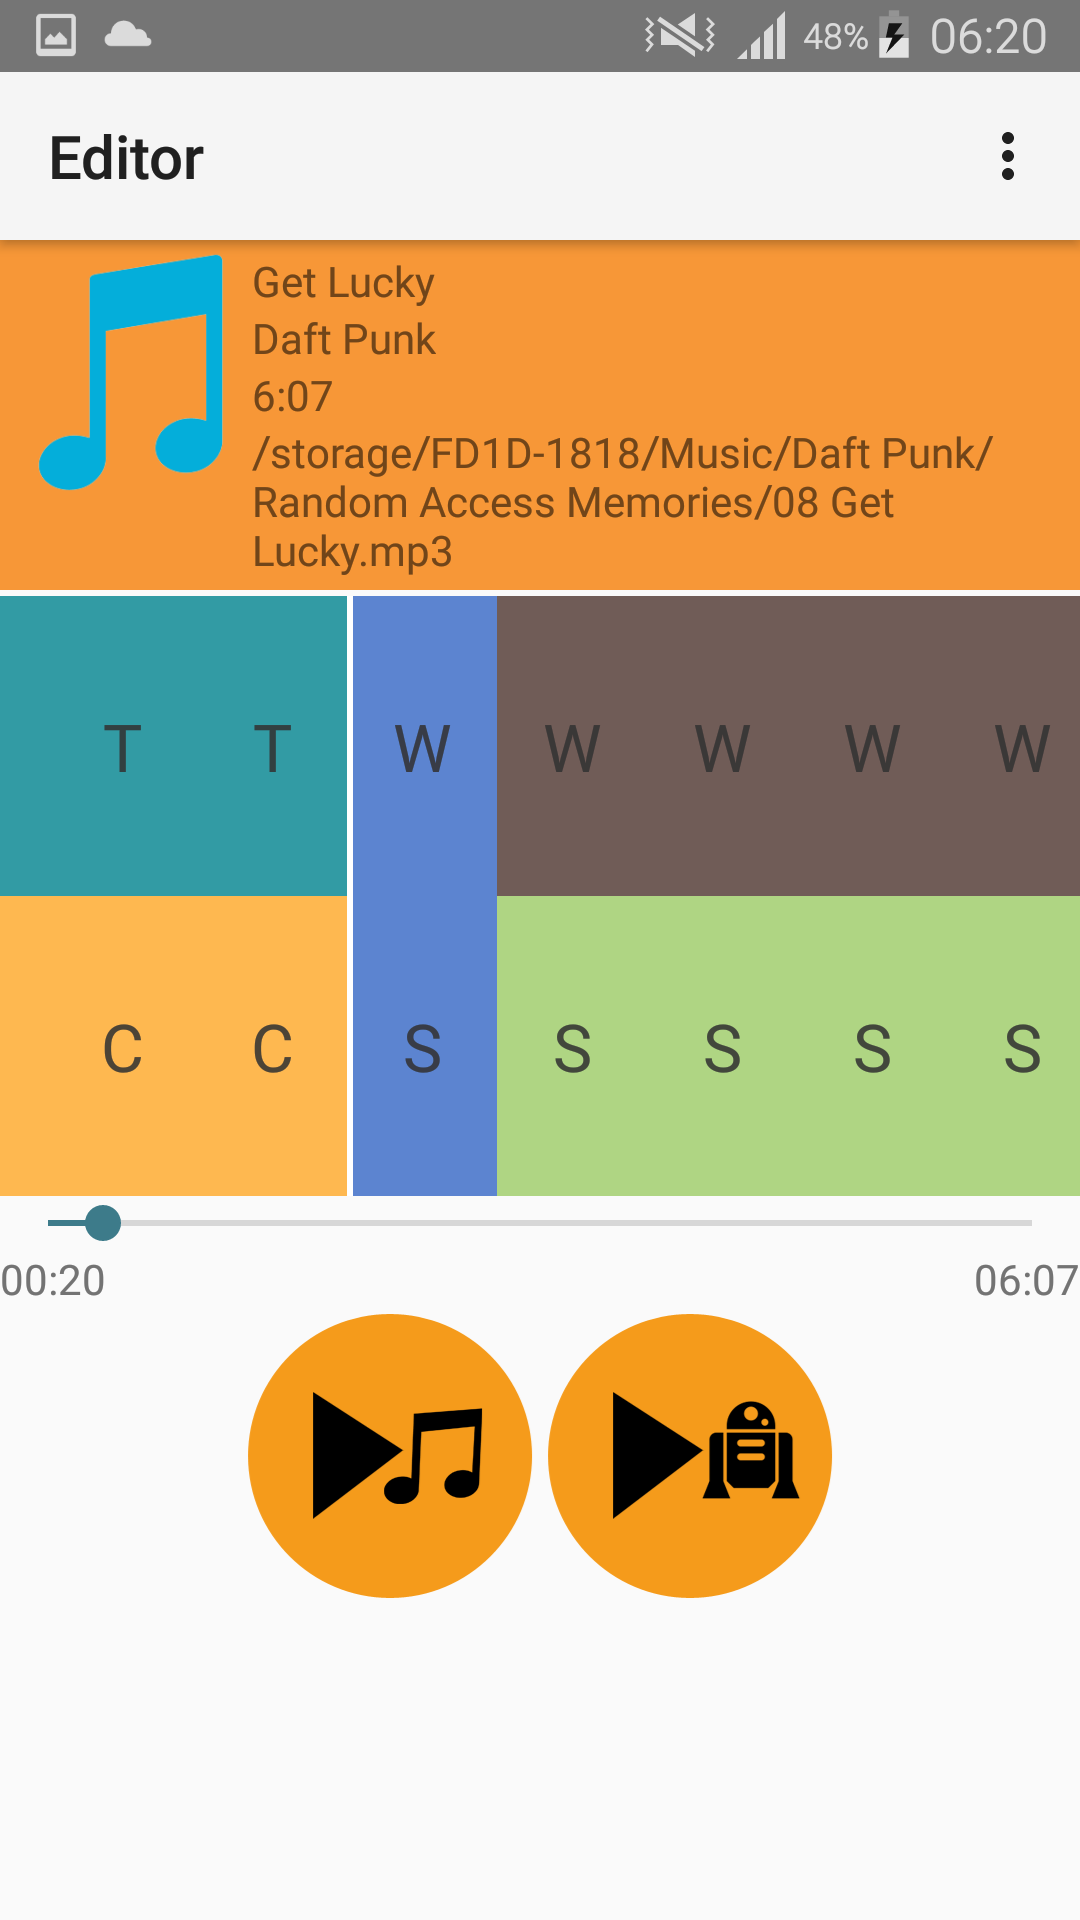 48% 06:20
Editor
Get Lucky
Daft Punk
6:07
/storage/FD1D-1818/Music/Daft Punk/
Random Access Memories/08 Get
Lucky.mp3
T T W W W W W
C C S S S S S
00:20 06:07